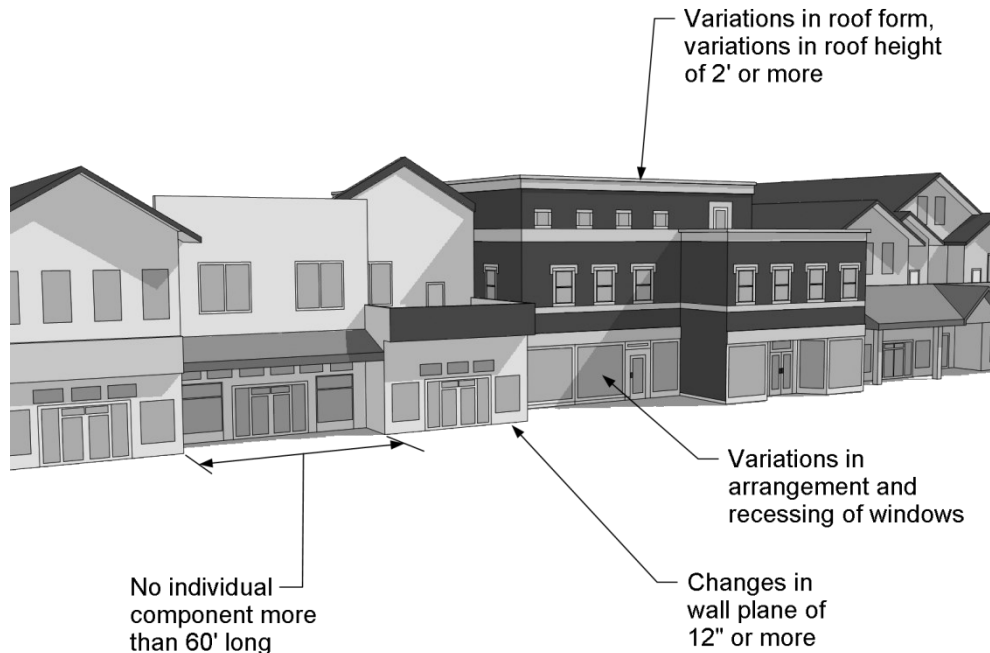 Variations in roof form,
variations in roof height
of 2' or more
Variations in
arrangement and
recessing of windows
No individual
component more
than 60' long
Changes in
wall plane of
12" or more